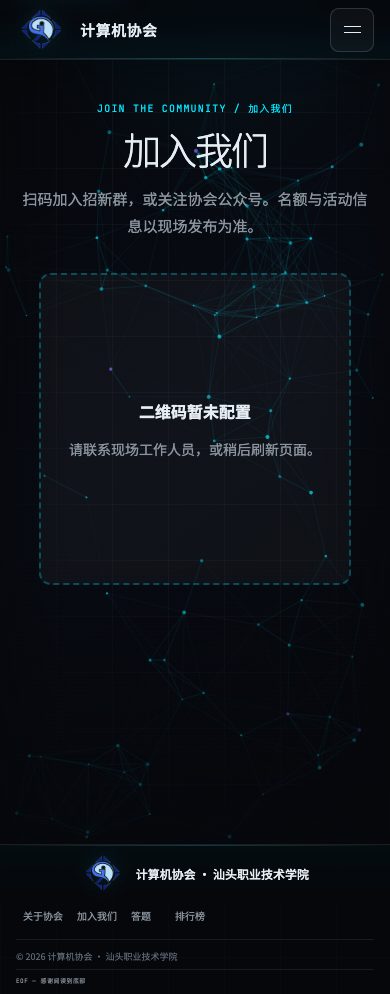 计算机协会
JOIN THE COMMUNITY / 加入我们
加入我们
扫码加入招新群，或关注协会公众号。名额与活动信
息以现场发布为准。
二维码暂未配置
请联系现场工作人员，或稍后刷新页面。
计算机协会 · 汕头职业技术学院
关于协会 加入我们 答题 排行榜
© 2026 计算机协会 · 汕头职业技术学院
EOF — 感谢阅读到底部